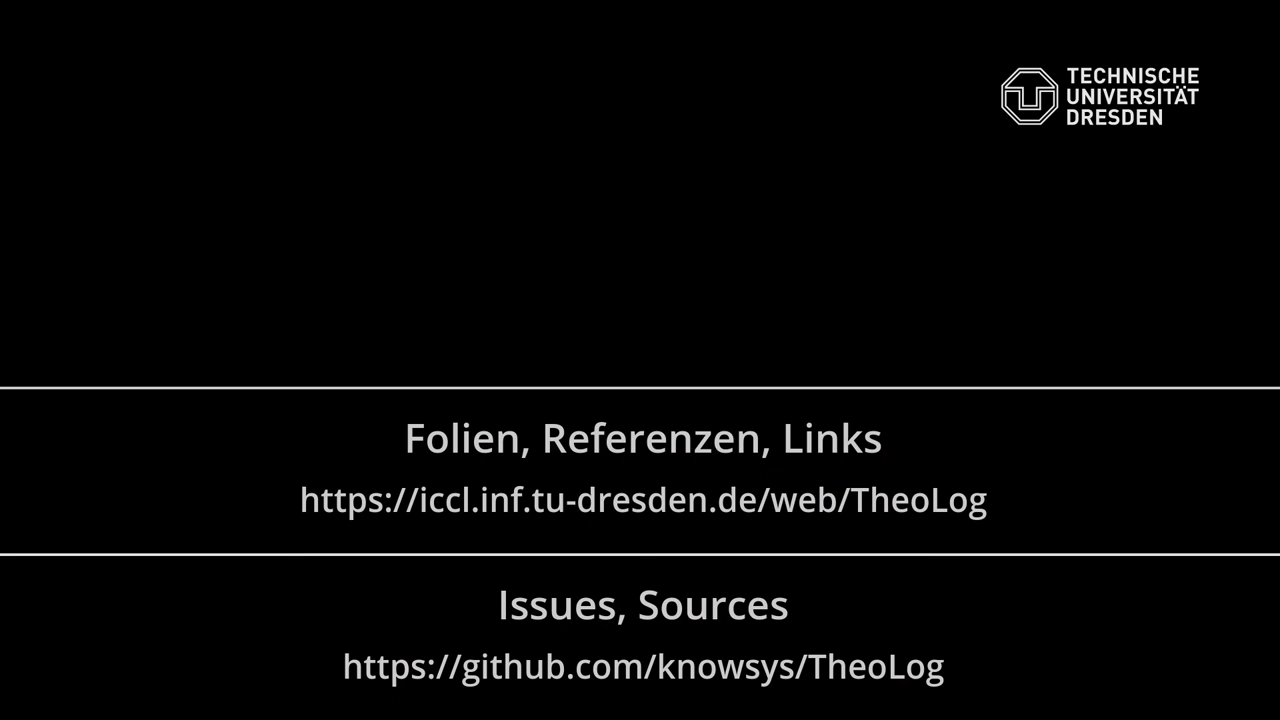 TECHNISCHE
UNIVERSITÄT
DRESDEN
Folien, Referenzen, Links
https://iccl.inf.tu-dresden.de/web/TheoLog
Issues, Sources
https://github.com/knowsys/TheoLog